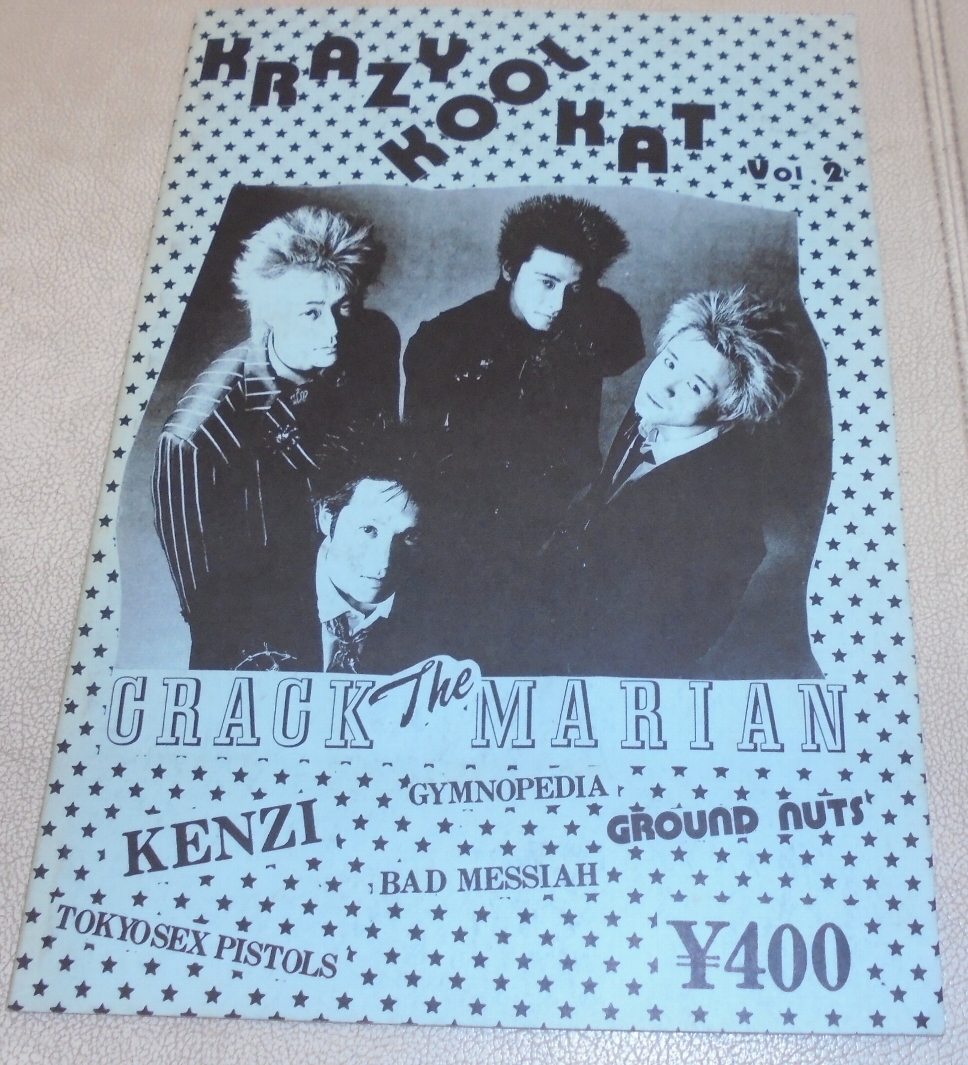 KRAZY KOOL KAT
Vol. 2
CRACK The MARIAN
GYMNOPEDIA
KENZI
GROUND NUTS
BAD MESSIAH
TOKYO SEX PISTOLS
¥400